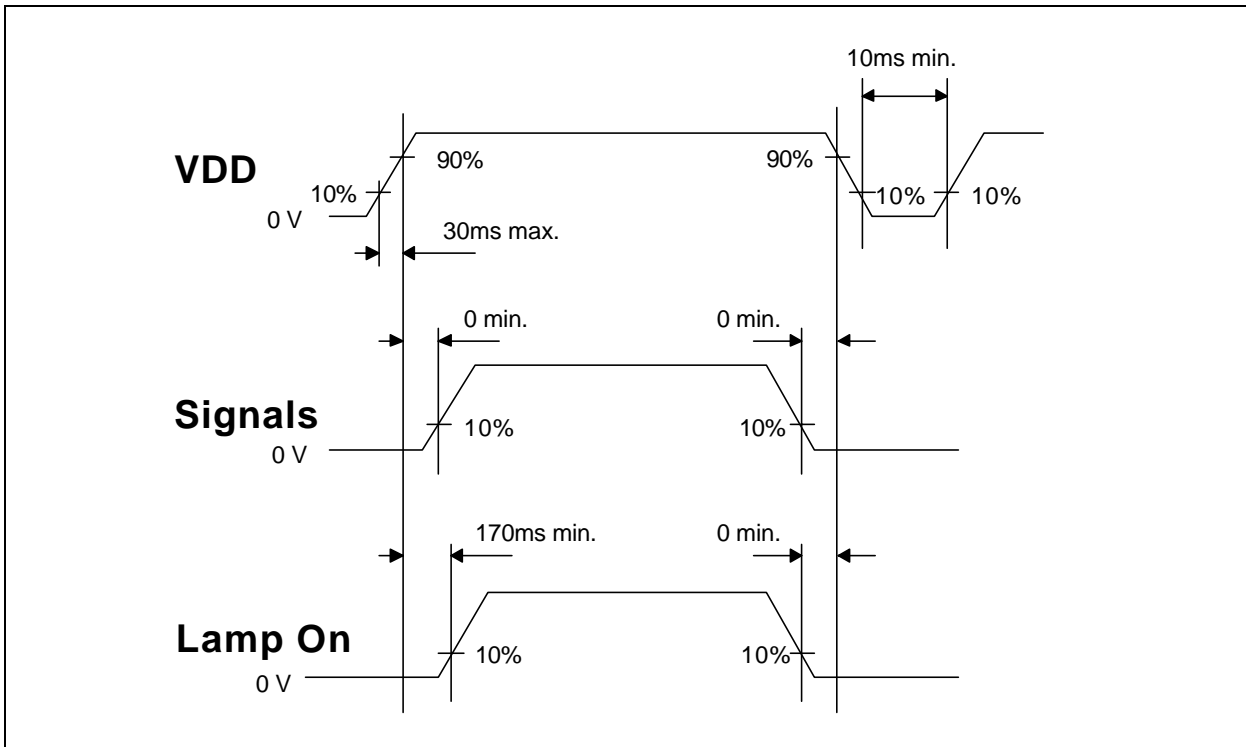 10ms min.
VDD
90%
90%
10%
10%
10%
0 V
30ms max.
0 min.
0 min.
Signals
10%
10%
0 V
170ms min.
0 min.
Lamp On
10%
10%
0 V